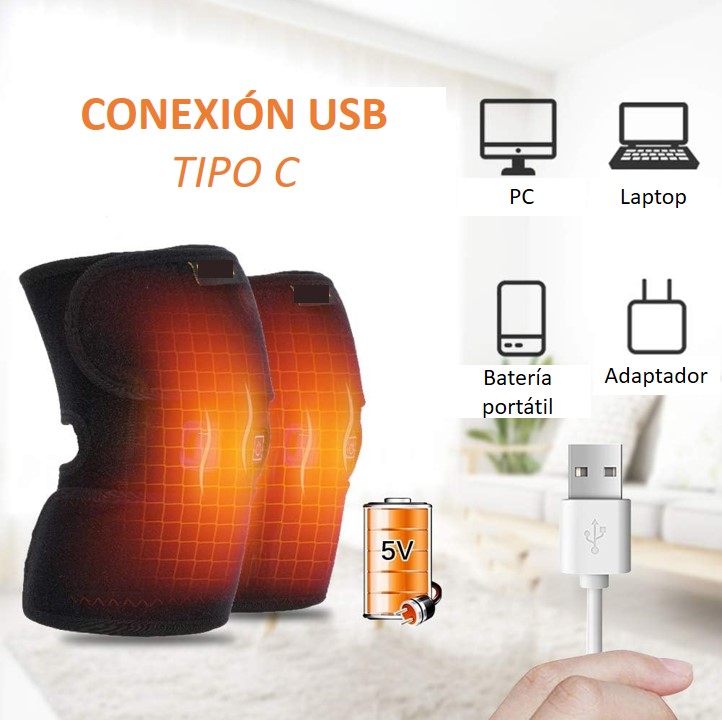 CONEXIÓN USB
TIPO C
PC
Laptop
Batería
portátil
Adaptador
5V